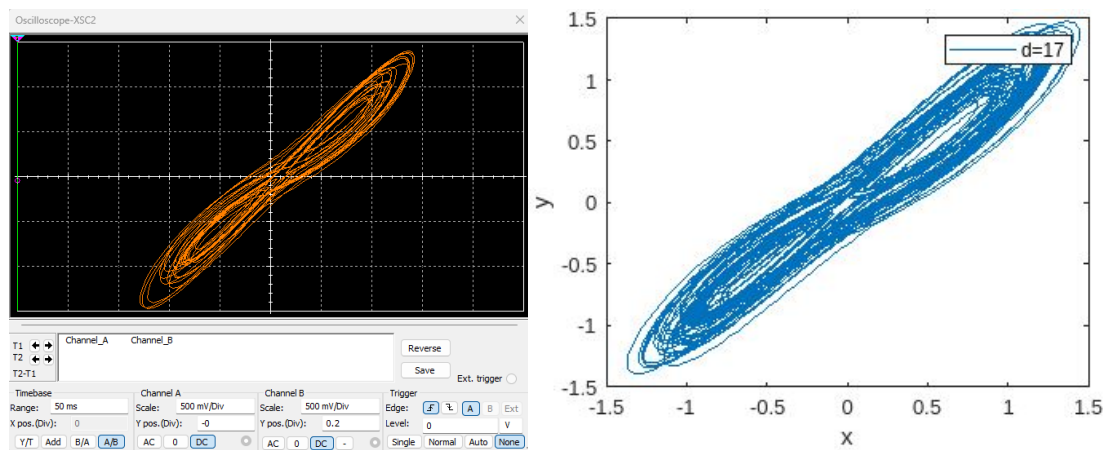 Oscilloscope-XSC2
T1
T2
T2-T1
Channel_A Channel_B
Reverse
Save
Ext. trigger
Timebase
Range: 50 ms
X pos.(Div): 0
Y/T Add B/A A/B
Channel A
Scale: 500 mV/Div
Y pos.(Div): -0
AC 0 DC
Channel B
Scale: 500 mV/Div
Y pos.(Div): 0.2
AC 0 DC -
Trigger
Edge: A B Ext
Level: 0 V
Single Normal Auto None
d=17
1.5
1
0.5
0
-0.5
-1
-1.5
y
-1.5 -1 -0.5 0 0.5 1 1.5
x